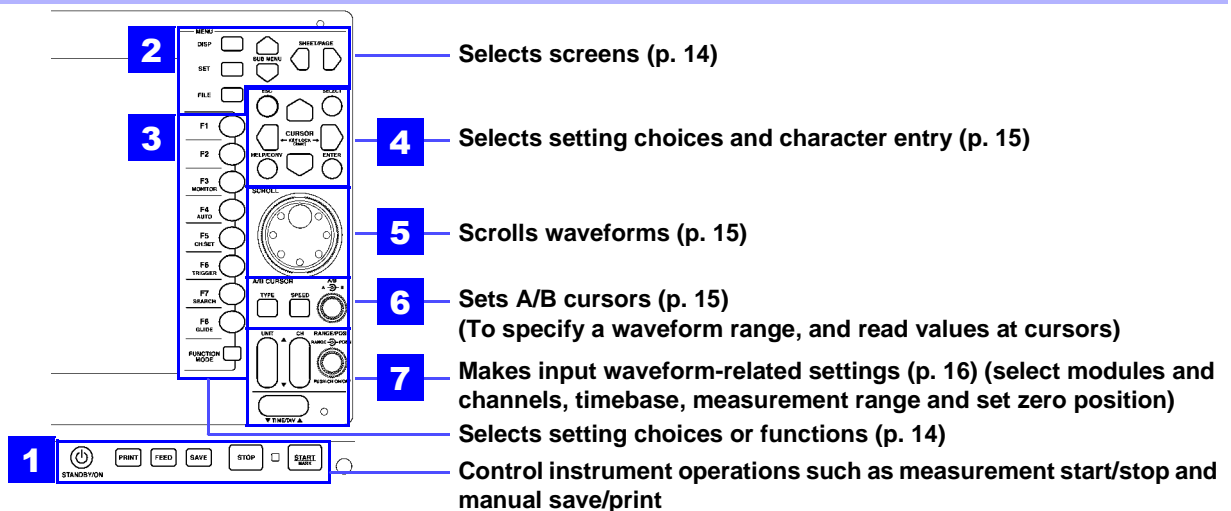 MENU
DISP
SUB MENU
SHEET/PAGE
SET
FILE
2
Selects screens (p. 14)
ESC
SELECT
CURSOR
HELP/COPY
ENTER
4
Selects setting choices and character entry (p. 15)
3
F1
F2
F3
MONITOR
F4
AUTO
F5
CH.SET
F6
TRIGGER
F7
SEARCH
F8
GUIDE
FUNCTION
MODE
SCROLL
5
Scrolls waveforms (p. 15)
A/B CURSOR
TYPE
SPEED
A/B
A
B
6
Sets A/B cursors (p. 15)
(To specify a waveform range, and read values at cursors)
UNIT
CH
RANGE/POSI
▼ TIME/DIV ▲
7
Makes input waveform-related settings (p. 16) (select modules and
channels, timebase, measurement range and set zero position)
Selects setting choices or functions (p. 14)
1
STANDBY/ON
PRINT
FEED
SAVE
STOP
START
MARK
Control instrument operations such as measurement start/stop and
manual save/print